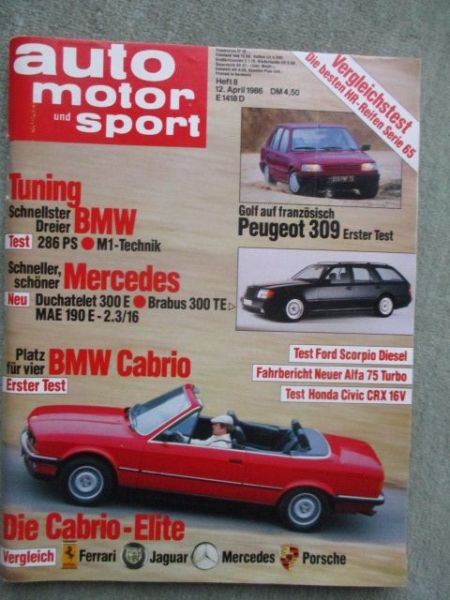 auto
motor
und sport
Heft 8
12. April 1986 DM 4,50
E 1418 D
Vergleichstest
Die besten HR-Reifen Serie 65
Tuning
Schnellster
Dreier BMW
Test 286 PS ● M1-Technik
Golf auf französisch
Peugeot 309 Erster Test
Schneller,
schöner Mercedes
Neu Duchatelet 300 E ● Brabus 300 TE ▷
MAE 190 E - 2.3/16
Platz
für vier BMW Cabrio
Erster Test
Test Ford Scorpio Diesel
Fahrbericht Neuer Alfa 75 Turbo
Test Honda Civic CRX 16V
Die Cabrio-Elite
Vergleich Ferrari Jaguar Mercedes Porsche